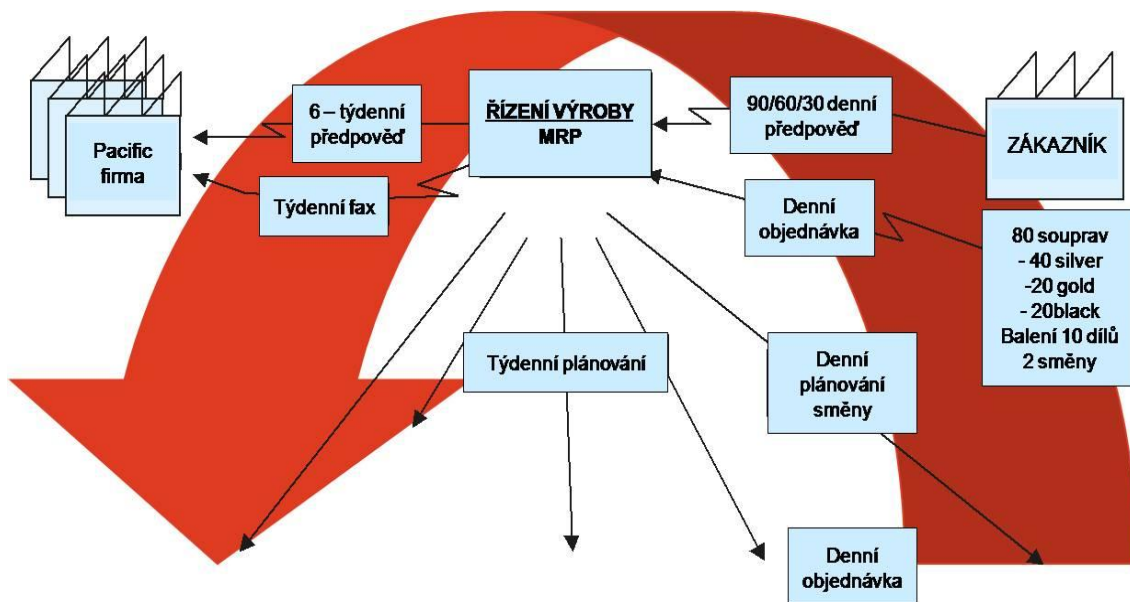 Pacific
firma
6 – týdenní
předpověď
Týdenní fax
ŘÍZENÍ VÝROBY
MRP
90/60/30 denní
předpověď
Denní
objednávka
ZÁKAZNÍK
80 souprav
- 40 silver
-20 gold
- 20black
Balení 10 dílů
2 směny
Týdenní plánování
Denní
plánování
směny
Denní
objednávka